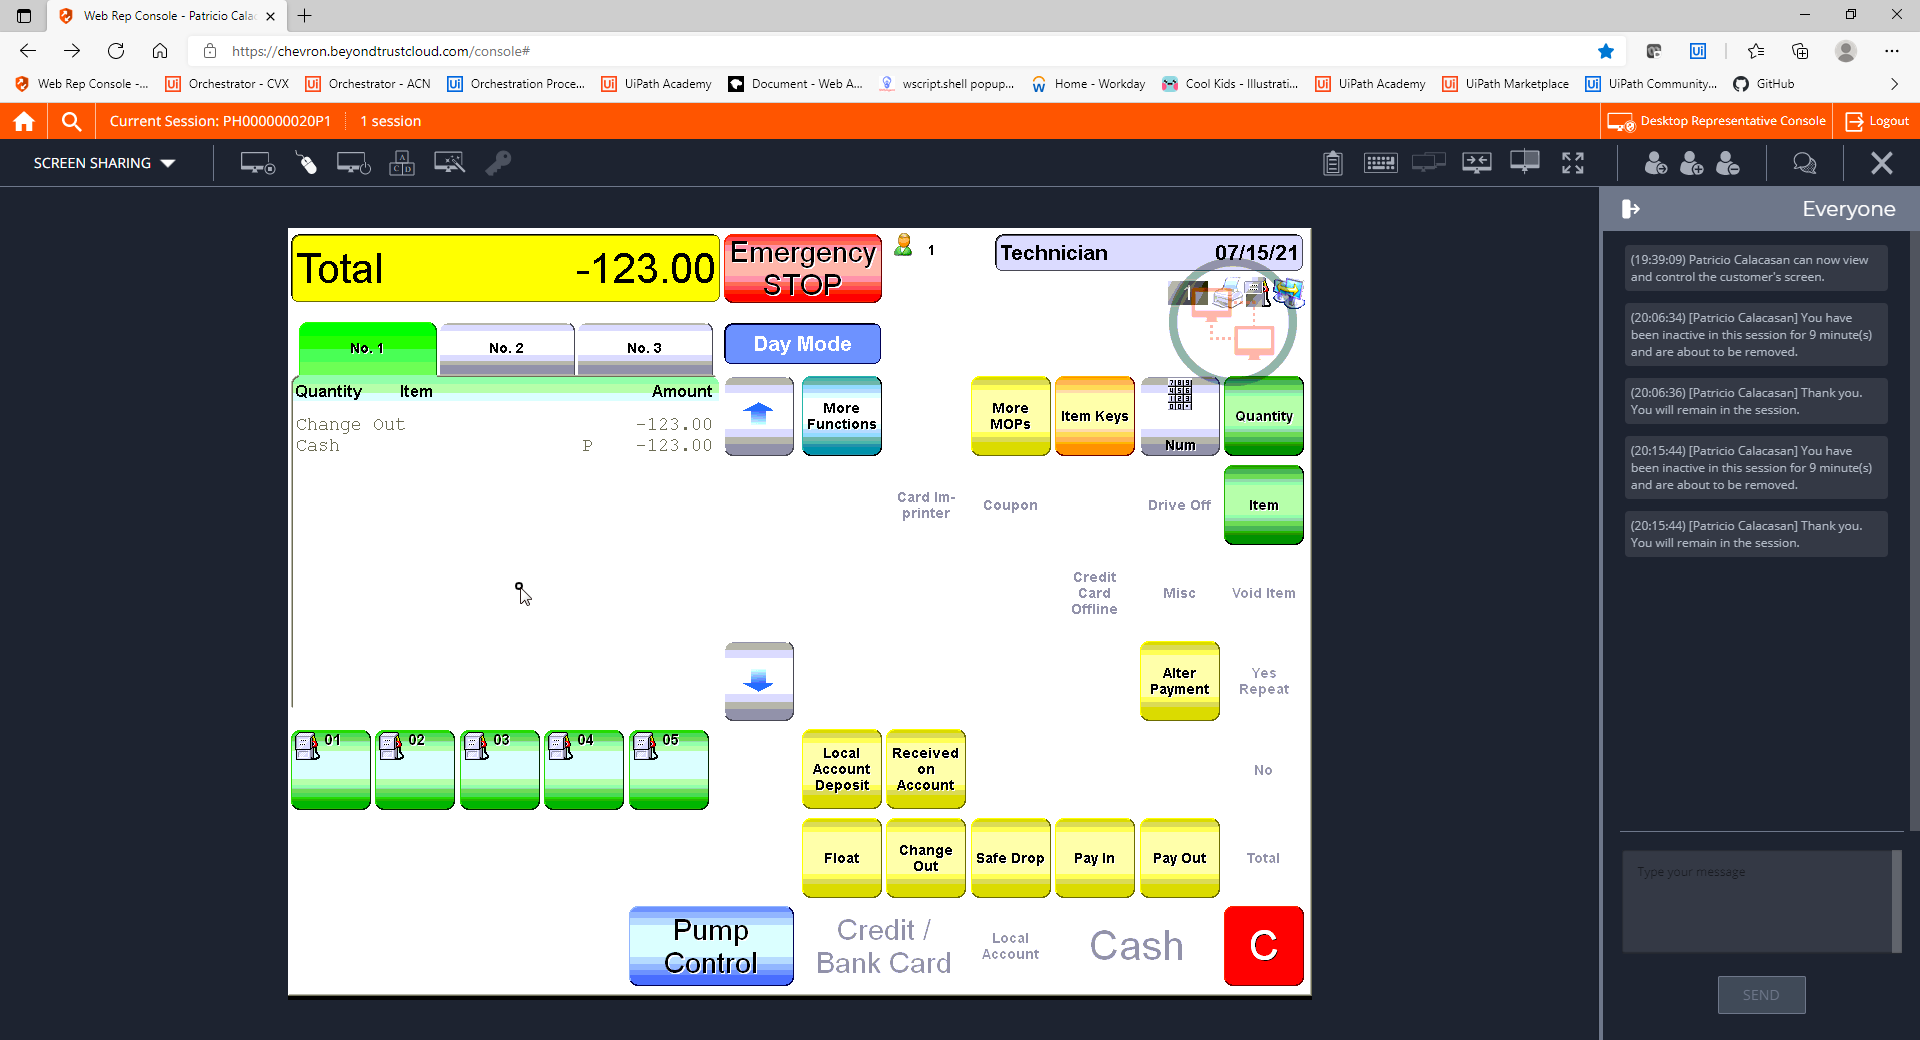 Web Rep Console - Patricio Cala
https://chevron.beyondtrustcloud.com/console#
Web Rep Console -...
Orchestrator - CVX
Orchestrator - ACN
Orchestration Proce...
UiPath Academy
Document - Web A...
wscript.shell popup...
Home - Workday
Cool Kids - Illustrati...
UiPath Academy
UiPath Marketplace
UiPath Community...
GitHub
Current Session: PH000000020P1
1 session
Desktop Representative Console
Logout
SCREEN SHARING
Everyone
(19:39:09) Patricio Calacasan can now view
and control the customer's screen.
(20:06:34) [Patricio Calacasan] You have
been inactive in this session for 9 minute(s)
and are about to be removed.
(20:06:36) [Patricio Calacasan] Thank you.
You will remain in the session.
(20:15:44) [Patricio Calacasan] You have
been inactive in this session for 9 minute(s)
and are about to be removed.
(20:15:44) [Patricio Calacasan] Thank you.
You will remain in the session.
Type your message
SEND
Total -123.00
Emergency
STOP
1
Technician 07/15/21
1
No. 1
No. 2
No. 3
Day Mode
Quantity Item Amount
Change Out -123.00
Cash P -123.00
More
Functions
More
MOPs
Item Keys
Num
Quantity
Card Im-
printer
Coupon
Drive Off
Item
Credit
Card
Offline
Misc
Void Item
Alter
Payment
Yes
Repeat
01
02
03
04
05
Local
Account
Deposit
Received
on
Account
No
Float
Change
Out
Safe Drop
Pay In
Pay Out
Total
Pump
Control
Credit /
Bank Card
Local
Account
Cash
C